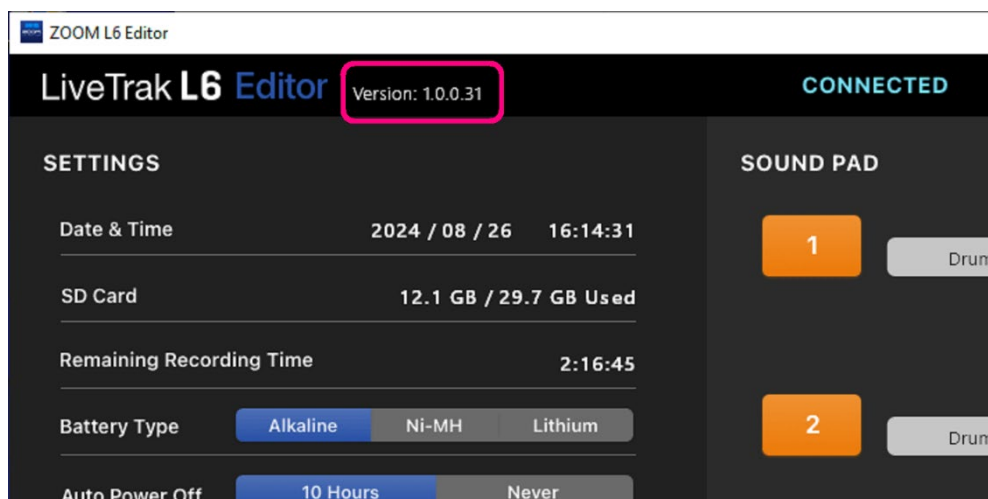 ZOOM L6 Editor
LiveTrak L6 Editor Version: 1.0.0.31 CONNECTED
SETTINGS
Date & Time 2024 / 08 / 26 16:14:31
SD Card 12.1 GB / 29.7 GB Used
Remaining Recording Time 2:16:45
Battery Type Alkaline Ni-MH Lithium
Auto Power Off 10 Hours Never
SOUND PAD
1
2